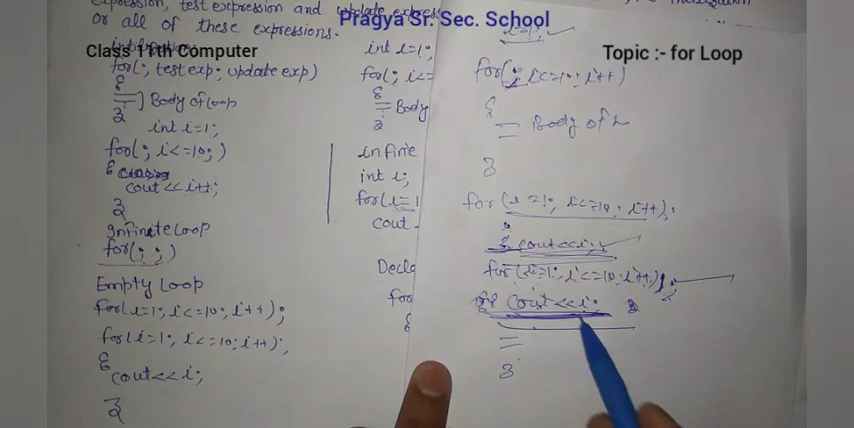 expression, test expression and update expres
or all of these expressions.
Pragya Sr. Sec. School
Class 11th Computer
Topic :- for Loop
for(; test exp; update exp)
{
Body of loop
}
int i=1;
for(; i<=10; )
{
cout<<i++;
}
Infinite loop
for(; ;)
Empty Loop
for(i=1; i<=10; i++);
for(i=1; i<=10; i++);
{
cout<<i;
}
int i=1;
for(; i<=
{
Body
}
infine
int i;
for(i=1
cout
Decla
for
{
for(; i<=10; i++)
{
Body of L
}
for(i=1; i<=10; i++);
{ cout<<i;
for(i=1; i<=10; i++);
{ cout<<i; }
}